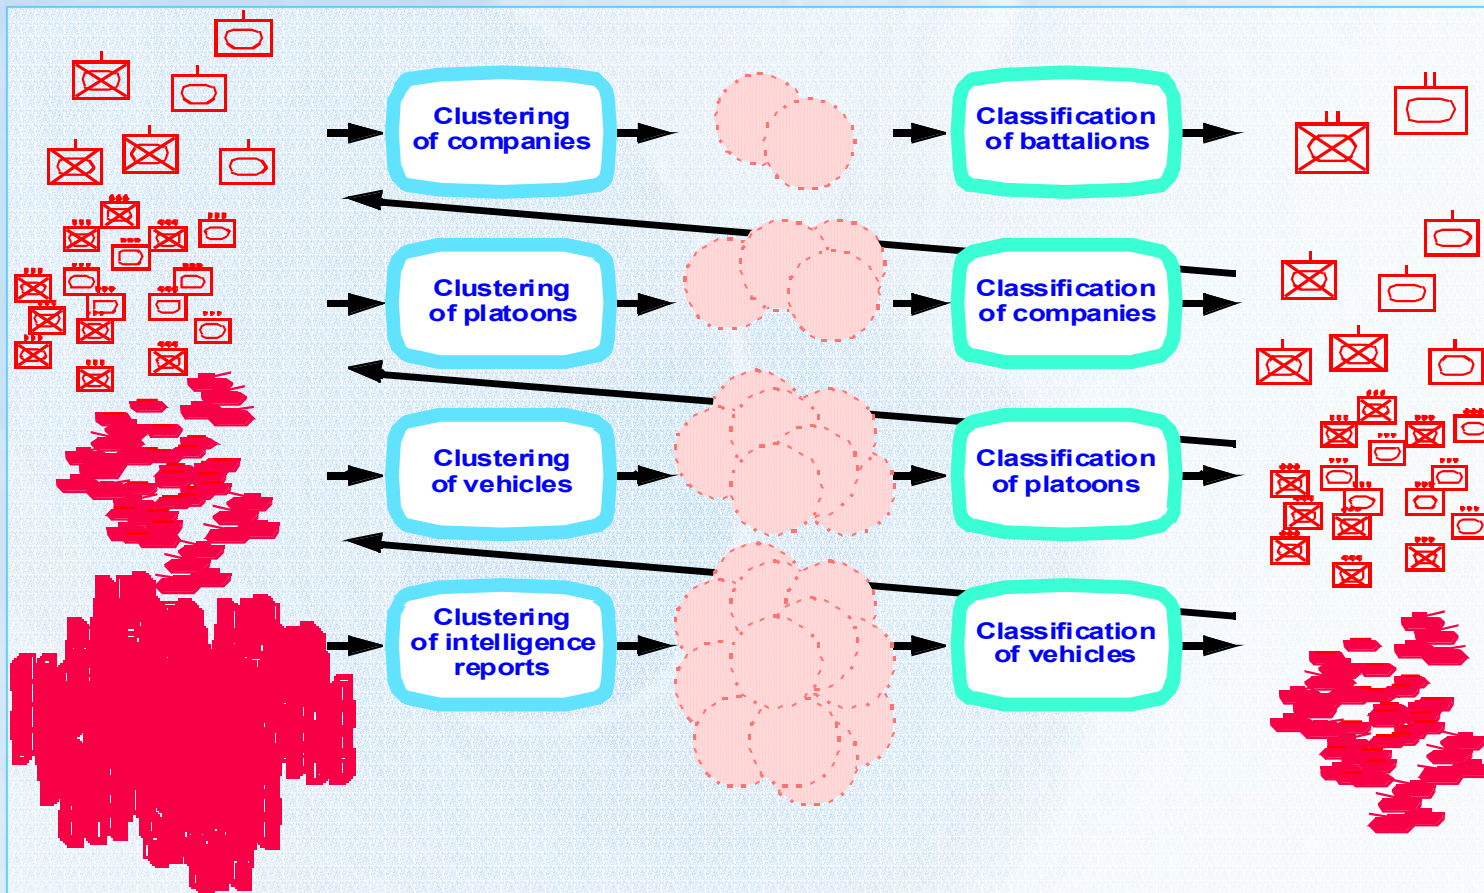 Clustering
of companies
Classification
of battalions
Clustering
of platoons
Classification
of companies
Clustering
of vehicles
Classification
of platoons
Clustering
of intelligence
reports
Classification
of vehicles